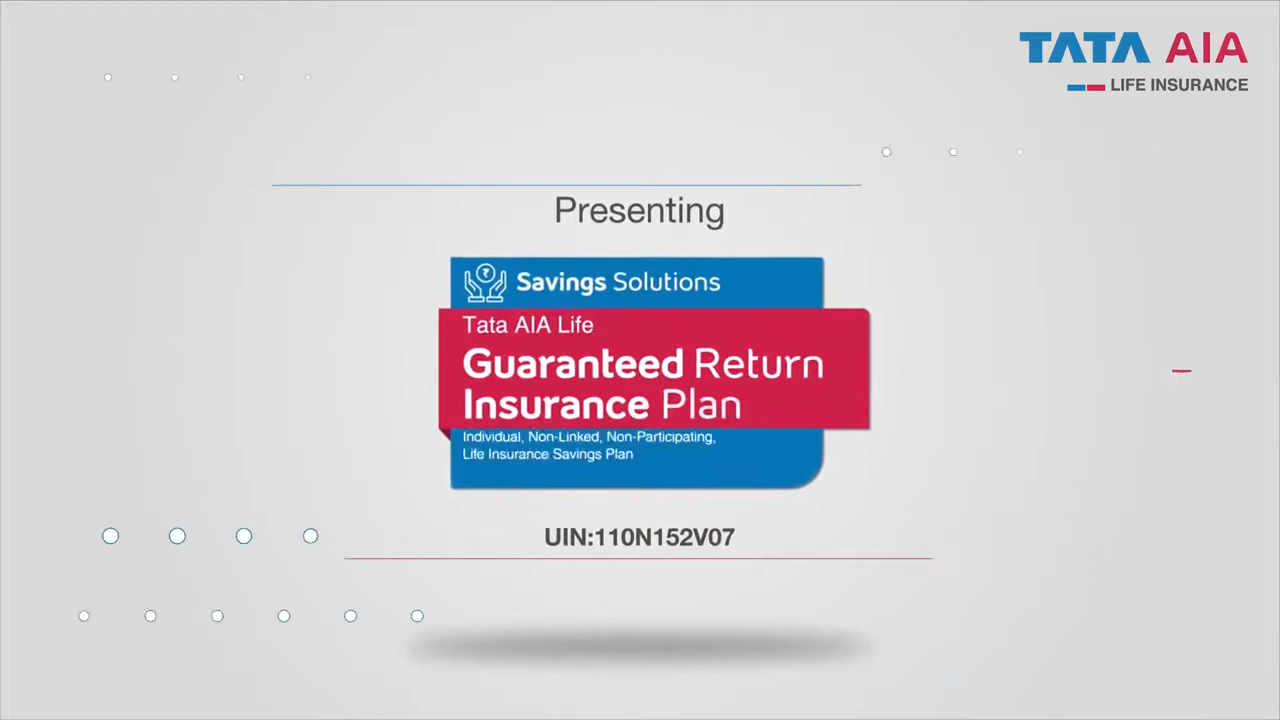 TATA AIA
LIFE INSURANCE
Presenting
Savings Solutions
Tata AIA Life
Guaranteed Return
Insurance Plan
Individual, Non-Linked, Non-Participating,
Life Insurance Savings Plan
UIN:110N152V07